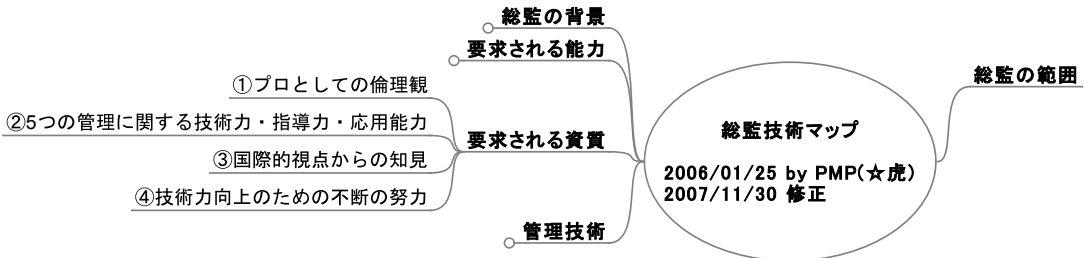 総監の背景
要求される能力
①プロとしての倫理観
②5つの管理に関する技術力・指導力・応用能力
要求される資質
③国際的視点からの知見
④技術力向上のための不断の努力
管理技術
総監技術マップ
2006/01/25 by PMP(☆虎)
2007/11/30 修正
総監の範囲